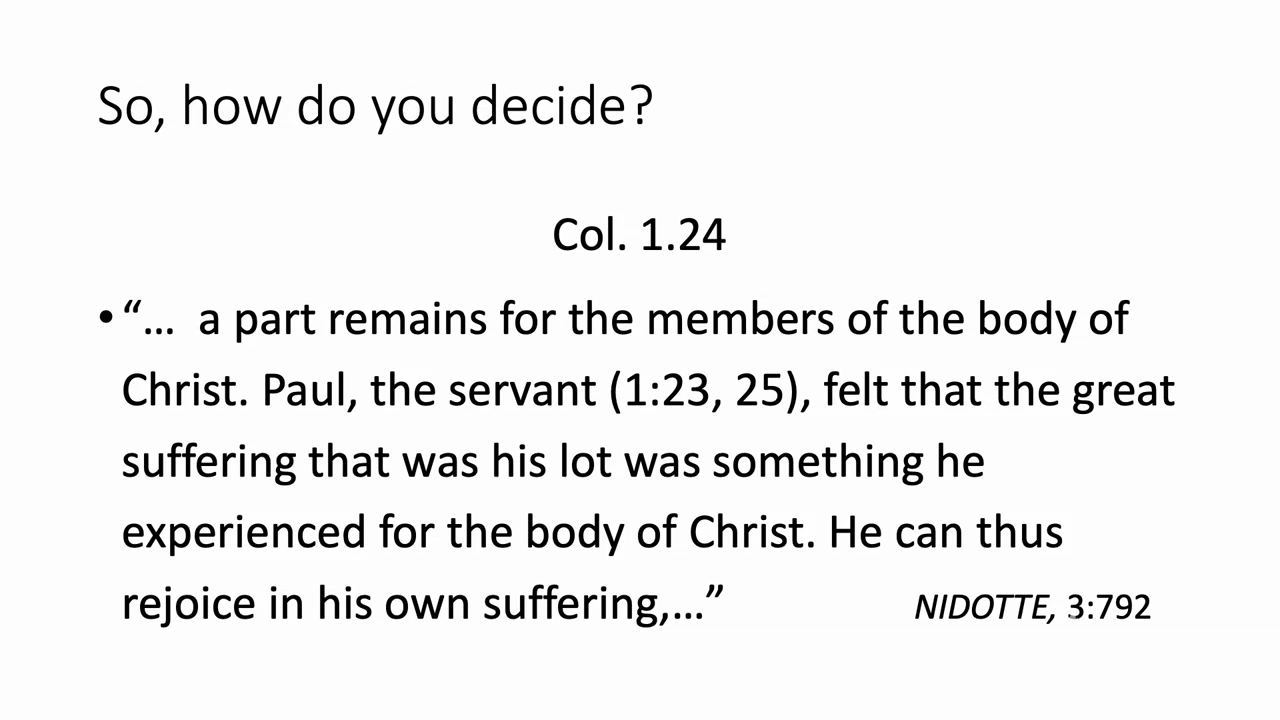 So, how do you decide?
Col. 1.24
• “… a part remains for the members of the body of
Christ. Paul, the servant (1:23, 25), felt that the great
suffering that was his lot was something he
experienced for the body of Christ. He can thus
rejoice in his own suffering,…” NIDOTTE, 3:792